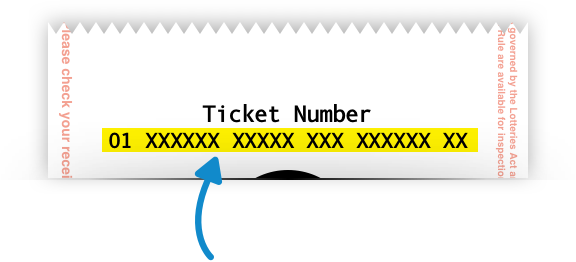 Ticket Number
01 XXXXXX XXXXX XXX XXXXXX XX
lease check your recei
governed by the Lotteries Act a
Rule are available for inspectio